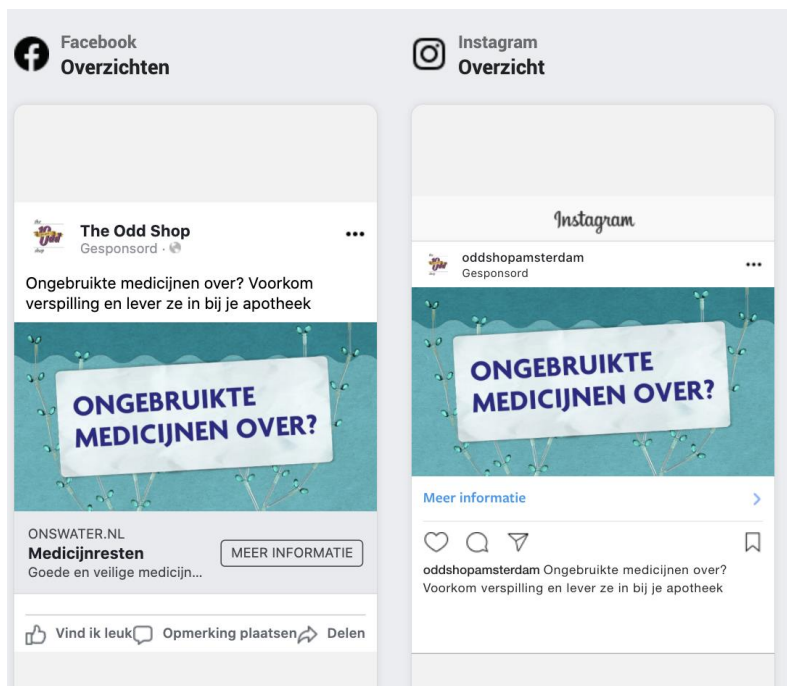 Facebook
Overzichten
The Odd Shop
Gesponsord ·
Ongebruikte medicijnen over? Voorkom
verspilling en lever ze in bij je apotheek
ONGEBRUIKTE
MEDICIJNEN OVER?
ONSWATER.NL
Medicijnresten
Goede en veilige medicijn...
MEER INFORMATIE
Vind ik leuk
Opmerking plaatsen
Delen
Instagram
Overzicht
Instagram
oddshopamsterdam
Gesponsord
ONGEBRUIKTE
MEDICIJNEN OVER?
Meer informatie
oddshopamsterdam Ongebruikte medicijnen over?
Voorkom verspilling en lever ze in bij je apotheek